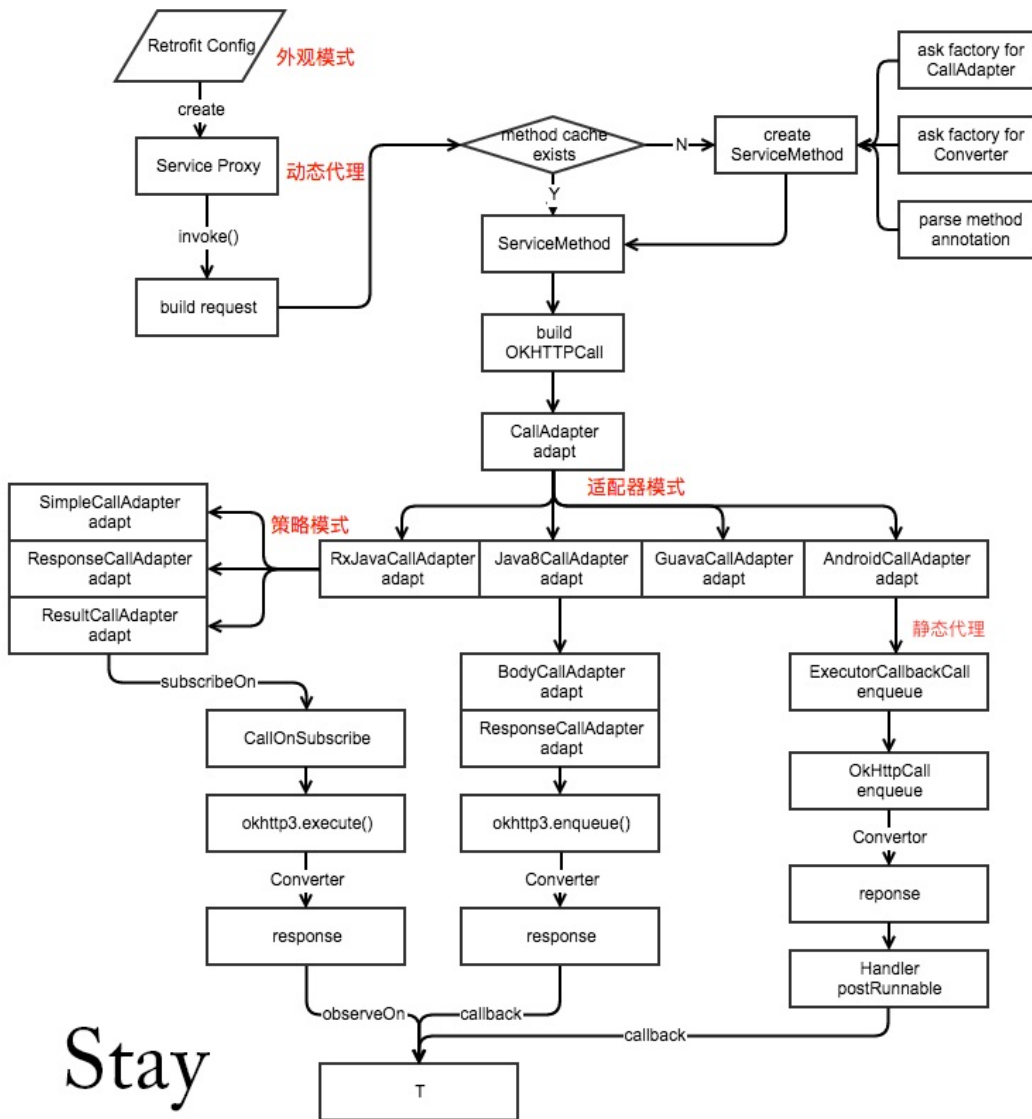 Retrofit Config
外观模式
create
Service Proxy
动态代理
invoke()
build request
method cache
exists
N
Y
create
ServiceMethod
ask factory for
CallAdapter
ask factory for
Converter
parse method
annotation
ServiceMethod
build
OKHTTPCall
CallAdapter
adapt
适配器模式
策略模式
SimpleCallAdapter
adapt
ResponseCallAdapter
adapt
ResultCallAdapter
adapt
RxJavaCallAdapter
adapt
Java8CallAdapter
adapt
GuavaCallAdapter
adapt
AndroidCallAdapter
adapt
静态代理
subscribeOn
CallOnSubscribe
okhttp3.execute()
Converter
response
observeOn
BodyCallAdapter
adapt
ResponseCallAdapter
adapt
okhttp3.enqueue()
Converter
response
callback
ExecutorCallbackCall
enqueue
OkHttpCall
enqueue
Convertor
reponse
Handler
postRunnable
callback
T
Stay